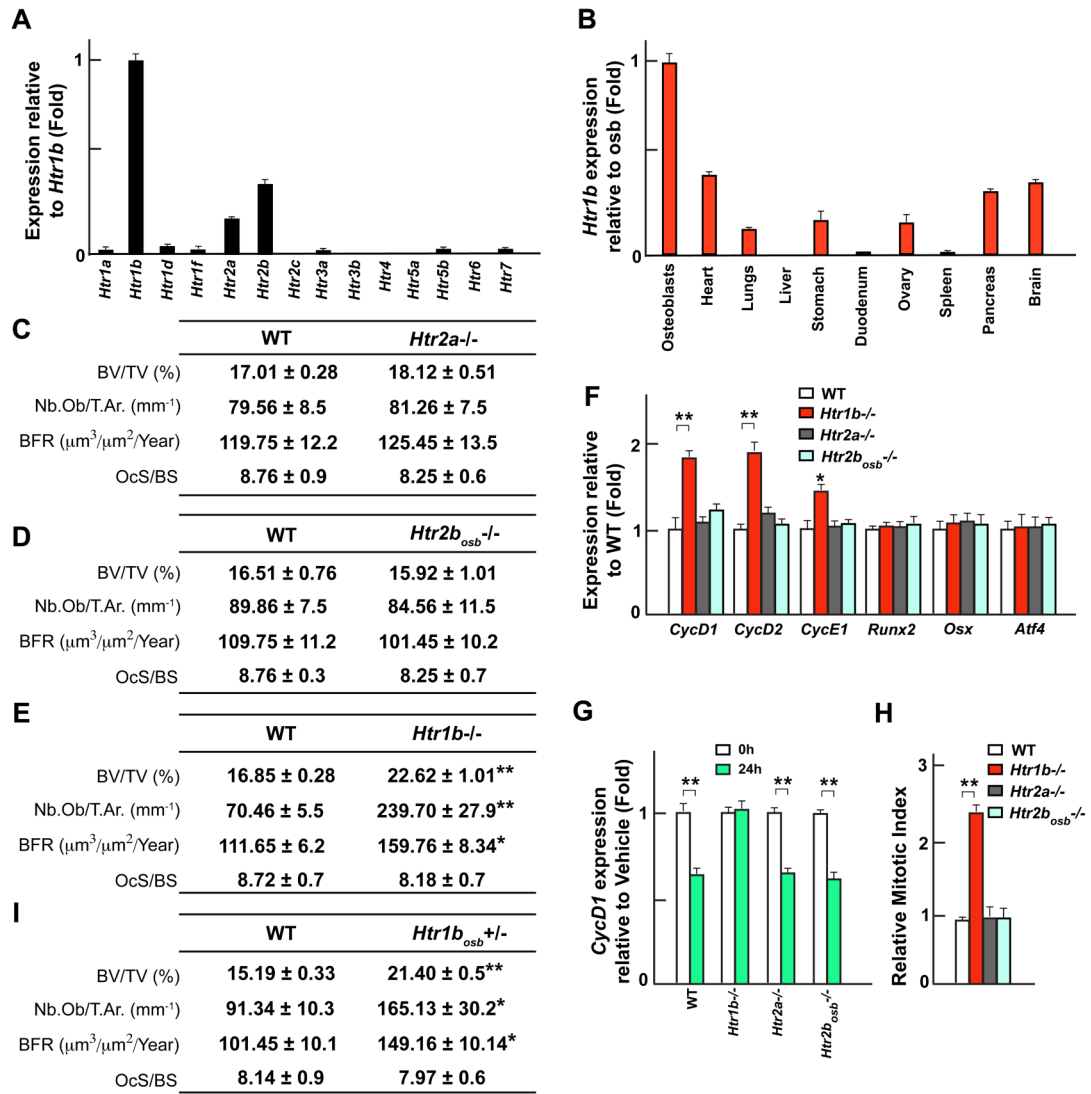 A
Expression relative
to Htr1b (Fold)
1
0
Htr1a
Htr1b
Htr1d
Htr1f
Htr2a
Htr2b
Htr2c
Htr3a
Htr3b
Htr4
Htr5a
Htr5b
Htr6
Htr7
B
Htr1b expression
relative to osb (Fold)
1
0
Osteoblasts
Heart
Lungs
Liver
Stomach
Duodenum
Ovary
Spleen
Pancreas
Brain
C
WT Htr2a-/-
BV/TV (%) 17.01 ± 0.28 18.12 ± 0.51
Nb.Ob/T.Ar. (mm⁻¹) 79.56 ± 8.5 81.26 ± 7.5
BFR (μm³/μm²/Year) 119.75 ± 12.2 125.45 ± 13.5
OcS/BS 8.76 ± 0.9 8.25 ± 0.6
D
WT Htr2b osb -/-
BV/TV (%) 16.51 ± 0.76 15.92 ± 1.01
Nb.Ob/T.Ar. (mm⁻¹) 89.86 ± 7.5 84.56 ± 11.5
BFR (μm³/μm²/Year) 109.75 ± 11.2 101.45 ± 10.2
OcS/BS 8.76 ± 0.3 8.25 ± 0.7
E
WT Htr1b-/-
BV/TV (%) 16.85 ± 0.28 22.62 ± 1.01**
Nb.Ob/T.Ar. (mm⁻¹) 70.46 ± 5.5 239.70 ± 27.9**
BFR (μm³/μm²/Year) 111.65 ± 6.2 159.76 ± 8.34*
OcS/BS 8.72 ± 0.7 8.18 ± 0.7
I
WT Htr1b osb +/-
BV/TV (%) 15.19 ± 0.33 21.40 ± 0.5**
Nb.Ob/T.Ar. (mm⁻¹) 91.34 ± 10.3 165.13 ± 30.2*
BFR (μm³/μm²/Year) 101.45 ± 10.1 149.16 ± 10.14*
OcS/BS 8.14 ± 0.9 7.97 ± 0.6
F
WT
Htr1b-/-
Htr2a-/-
Htr2b osb -/-
Expression relative
to WT (Fold)
2
1
0
** ** *
CycD1 CycD2 CycE1 Runx2 Osx Atf4
G
CycD1 expression
relative to Vehicle (Fold)
0h
24h
1
0
** ** **
WT
Htr1b-/-
Htr2a-/-
Htr2b osb -/-
H
Relative Mitotic Index
WT
Htr1b-/-
Htr2a-/-
Htr2b osb -/-
3
2
1
0
**